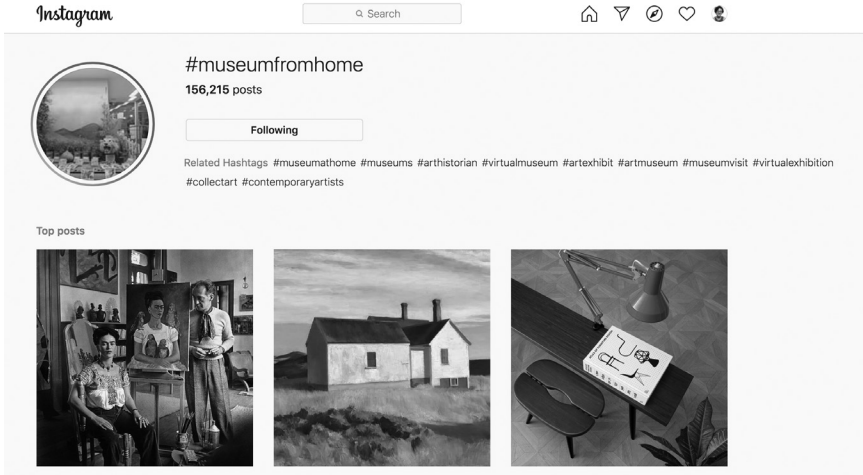 Instagram
Search
#museumfromhome
156,215 posts
Following
Related Hashtags #museumathome #museums #arthistorian #virtualmuseum #artexhibit #artmuseum #museumvisit #virtualexhibition
#collectart #contemporaryartists
Top posts